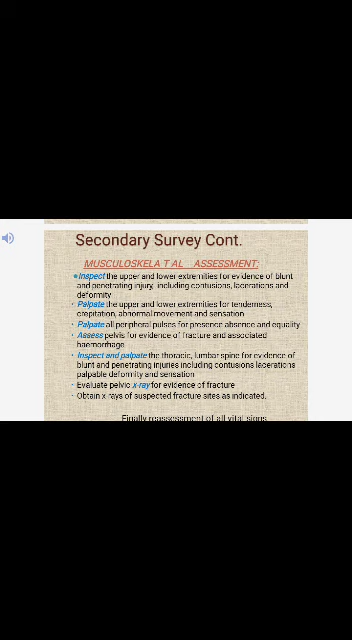 Secondary Survey Cont.
MUSCULOSKELA T AL ASSESSMENT:
Inspect the upper and lower extremities for evidence of blunt
and penetrating injury, including contusions, lacerations and
deformity
• Palpate the upper and lower extremities for tenderness,
crepitation, abnormal movement and sensation
• Palpate all peripheral pulses for presence absence and equality
• Assess pelvis for evidence of fracture and associated
haemorrhage
• Inspect and palpate the thoracic, lumbar spine for evidence of
blunt and penetrating injuries including contusions lacerations
palpable deformity and sensation
• Evaluate pelvic x-ray for evidence of fracture
• Obtain x-rays of suspected fracture sites as indicated.
Finally reassessment of all vital signs